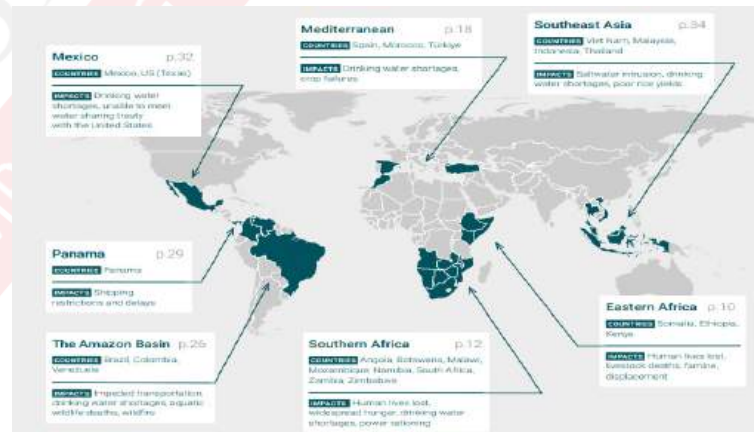 Mexico p.32
COUNTRIES Mexico, US (Texas)
IMPACTS Drinking water
shortages, unable to meet
water sharing treaty
with the United States
Mediterranean p.18
COUNTRIES Spain, Morocco, Türkiye
IMPACTS Drinking water shortages,
crop failures
Southeast Asia p.34
COUNTRIES Viet Nam, Malaysia,
Indonesia, Thailand
IMPACTS Saltwater intrusion, drinking
water shortages, poor rice yields
Panama p.29
COUNTRIES Panama
IMPACTS Shipping
restrictions and delays
The Amazon Basin p.26
COUNTRIES Brazil, Colombia,
Venezuela
IMPACTS Impacted transportation,
drinking water shortages, aquatic
wildlife deaths, wildfire
Southern Africa p.12
COUNTRIES Angola, Botswana, Malawi,
Mozambique, Namibia, South Africa,
Zambia, Zimbabwe
IMPACTS Human lives lost,
widespread hunger, drinking water
shortages, power rationing
Eastern Africa p.10
COUNTRIES Somalia, Ethiopia,
Kenya
IMPACTS Human lives lost,
livestock deaths, famine,
displacement